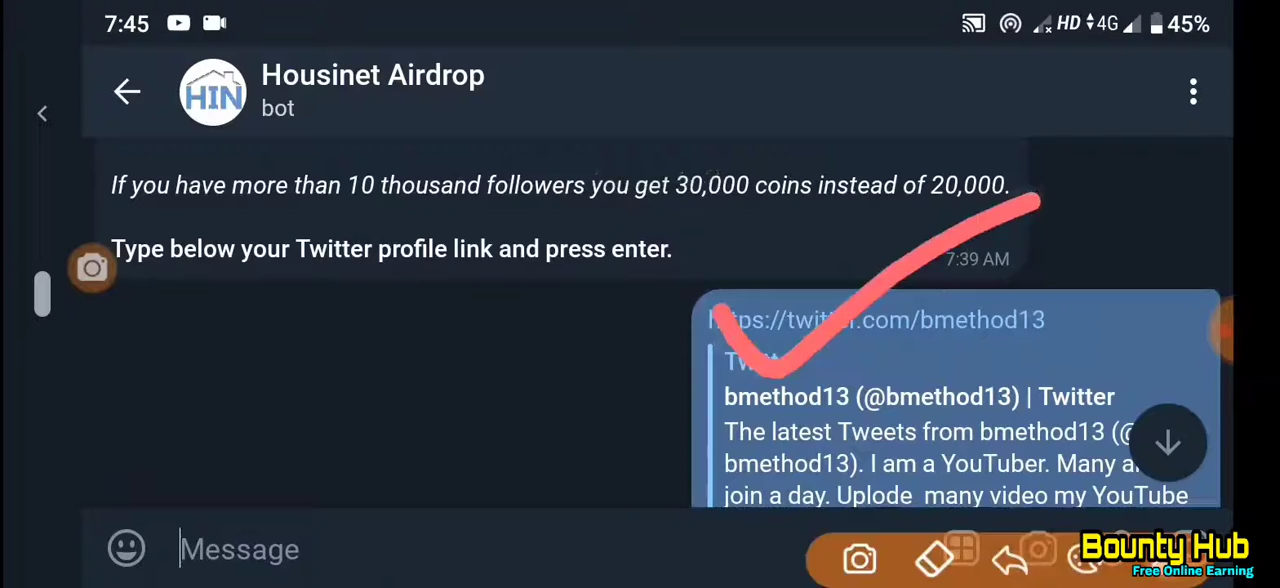 7:45
HD 4G 45%
HIN
Housinet Airdrop
bot
If you have more than 10 thousand followers you get 30,000 coins instead of 20,000.
Type below your Twitter profile link and press enter.
7:39 AM
https://twitter.com/bmethod13
Twitter
bmethod13 (@bmethod13) | Twitter
The latest Tweets from bmethod13 (@
bmethod13). I am a YouTuber. Many
join a day. Uplode many video my YouTube
Message
Bounty Hub
Free Online Earning